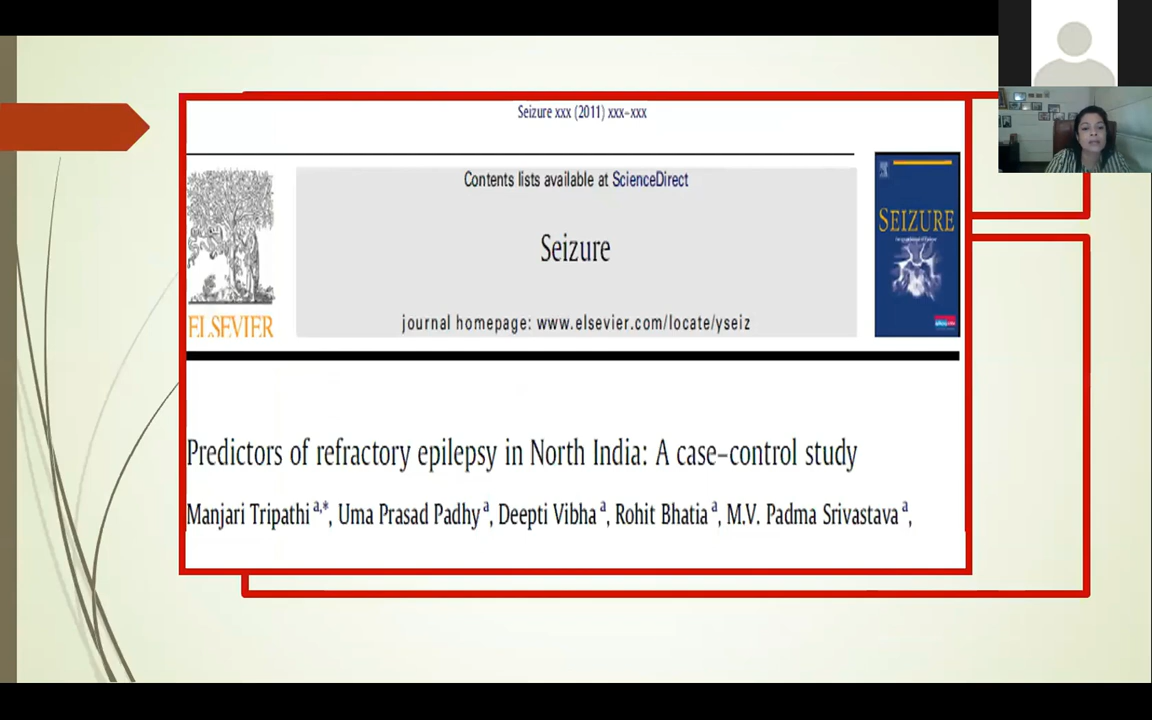 Seizure xxx (2011) xxx–xxx
Contents lists available at ScienceDirect
Seizure
journal homepage: www.elsevier.com/locate/yseiz
ELSEVIER
SEIZURE
Predictors of refractory epilepsy in North India: A case–control study
Manjari Tripathi a,*, Uma Prasad Padhy a, Deepti Vibha a, Rohit Bhatia a, M.V. Padma Srivastava a,